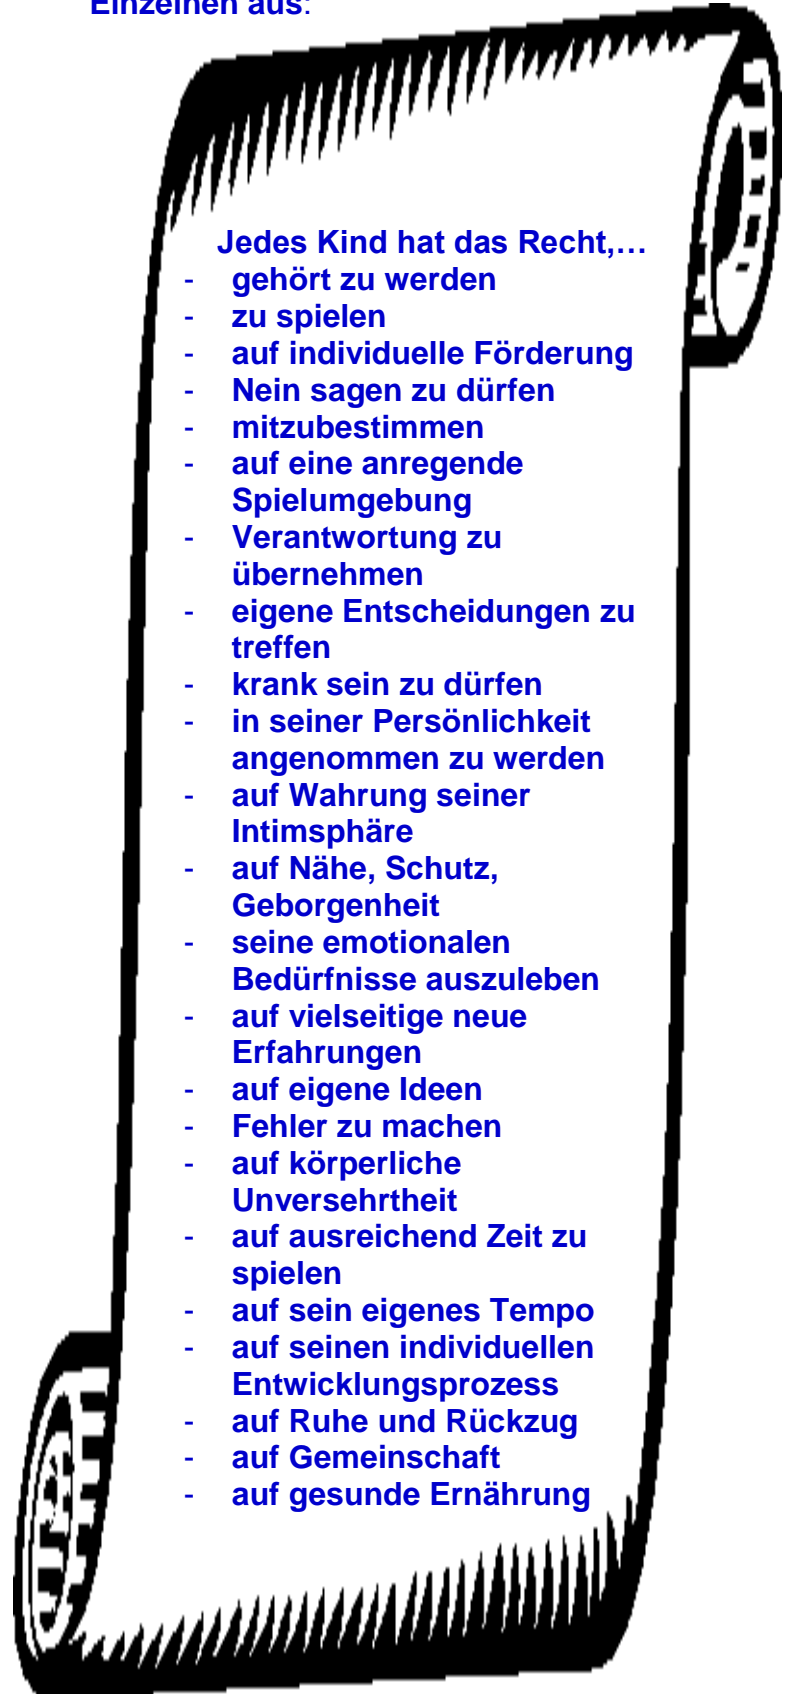 Einzelnen aus:
Jedes Kind hat das Recht,…
- gehört zu werden
- zu spielen
- auf individuelle Förderung
- Nein sagen zu dürfen
- mitzubestimmen
- auf eine anregende
Spielumgebung
- Verantwortung zu
übernehmen
- eigene Entscheidungen zu
treffen
- krank sein zu dürfen
- in seiner Persönlichkeit
angenommen zu werden
- auf Wahrung seiner
Intimsphäre
- auf Nähe, Schutz,
Geborgenheit
- seine emotionalen
Bedürfnisse auszuleben
- auf vielseitige neue
Erfahrungen
- auf eigene Ideen
- Fehler zu machen
- auf körperliche
Unversehrtheit
- auf ausreichend Zeit zu
spielen
- auf sein eigenes Tempo
- auf seinen individuellen
Entwicklungsprozess
- auf Ruhe und Rückzug
- auf Gemeinschaft
- auf gesunde Ernährung